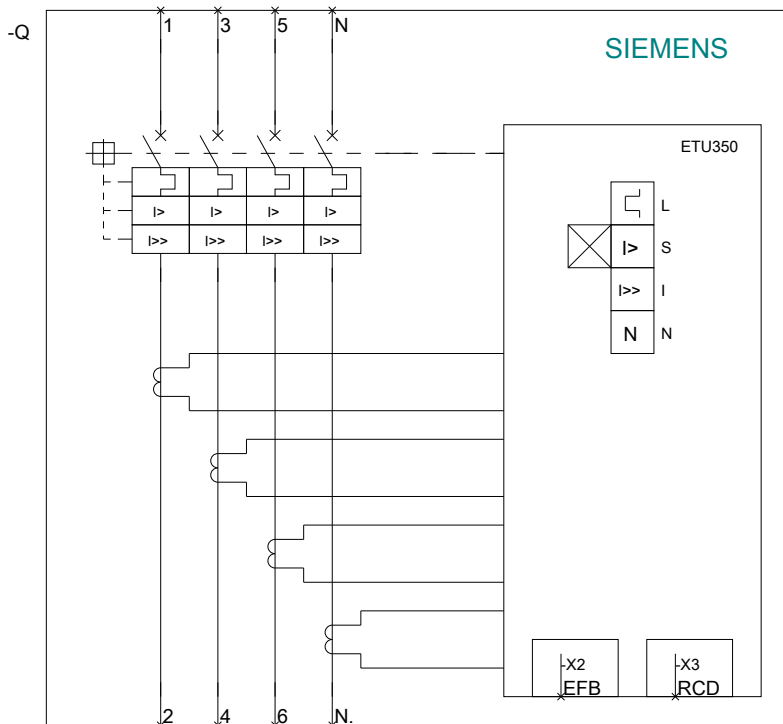 -Q
1 3 5 N
SIEMENS
ETU350
L
I> I> I> I>
I> S
I>> I>> I>> I>>
I>> I
N N
-X2 -X3
EFB RCD
2 4 6 N.